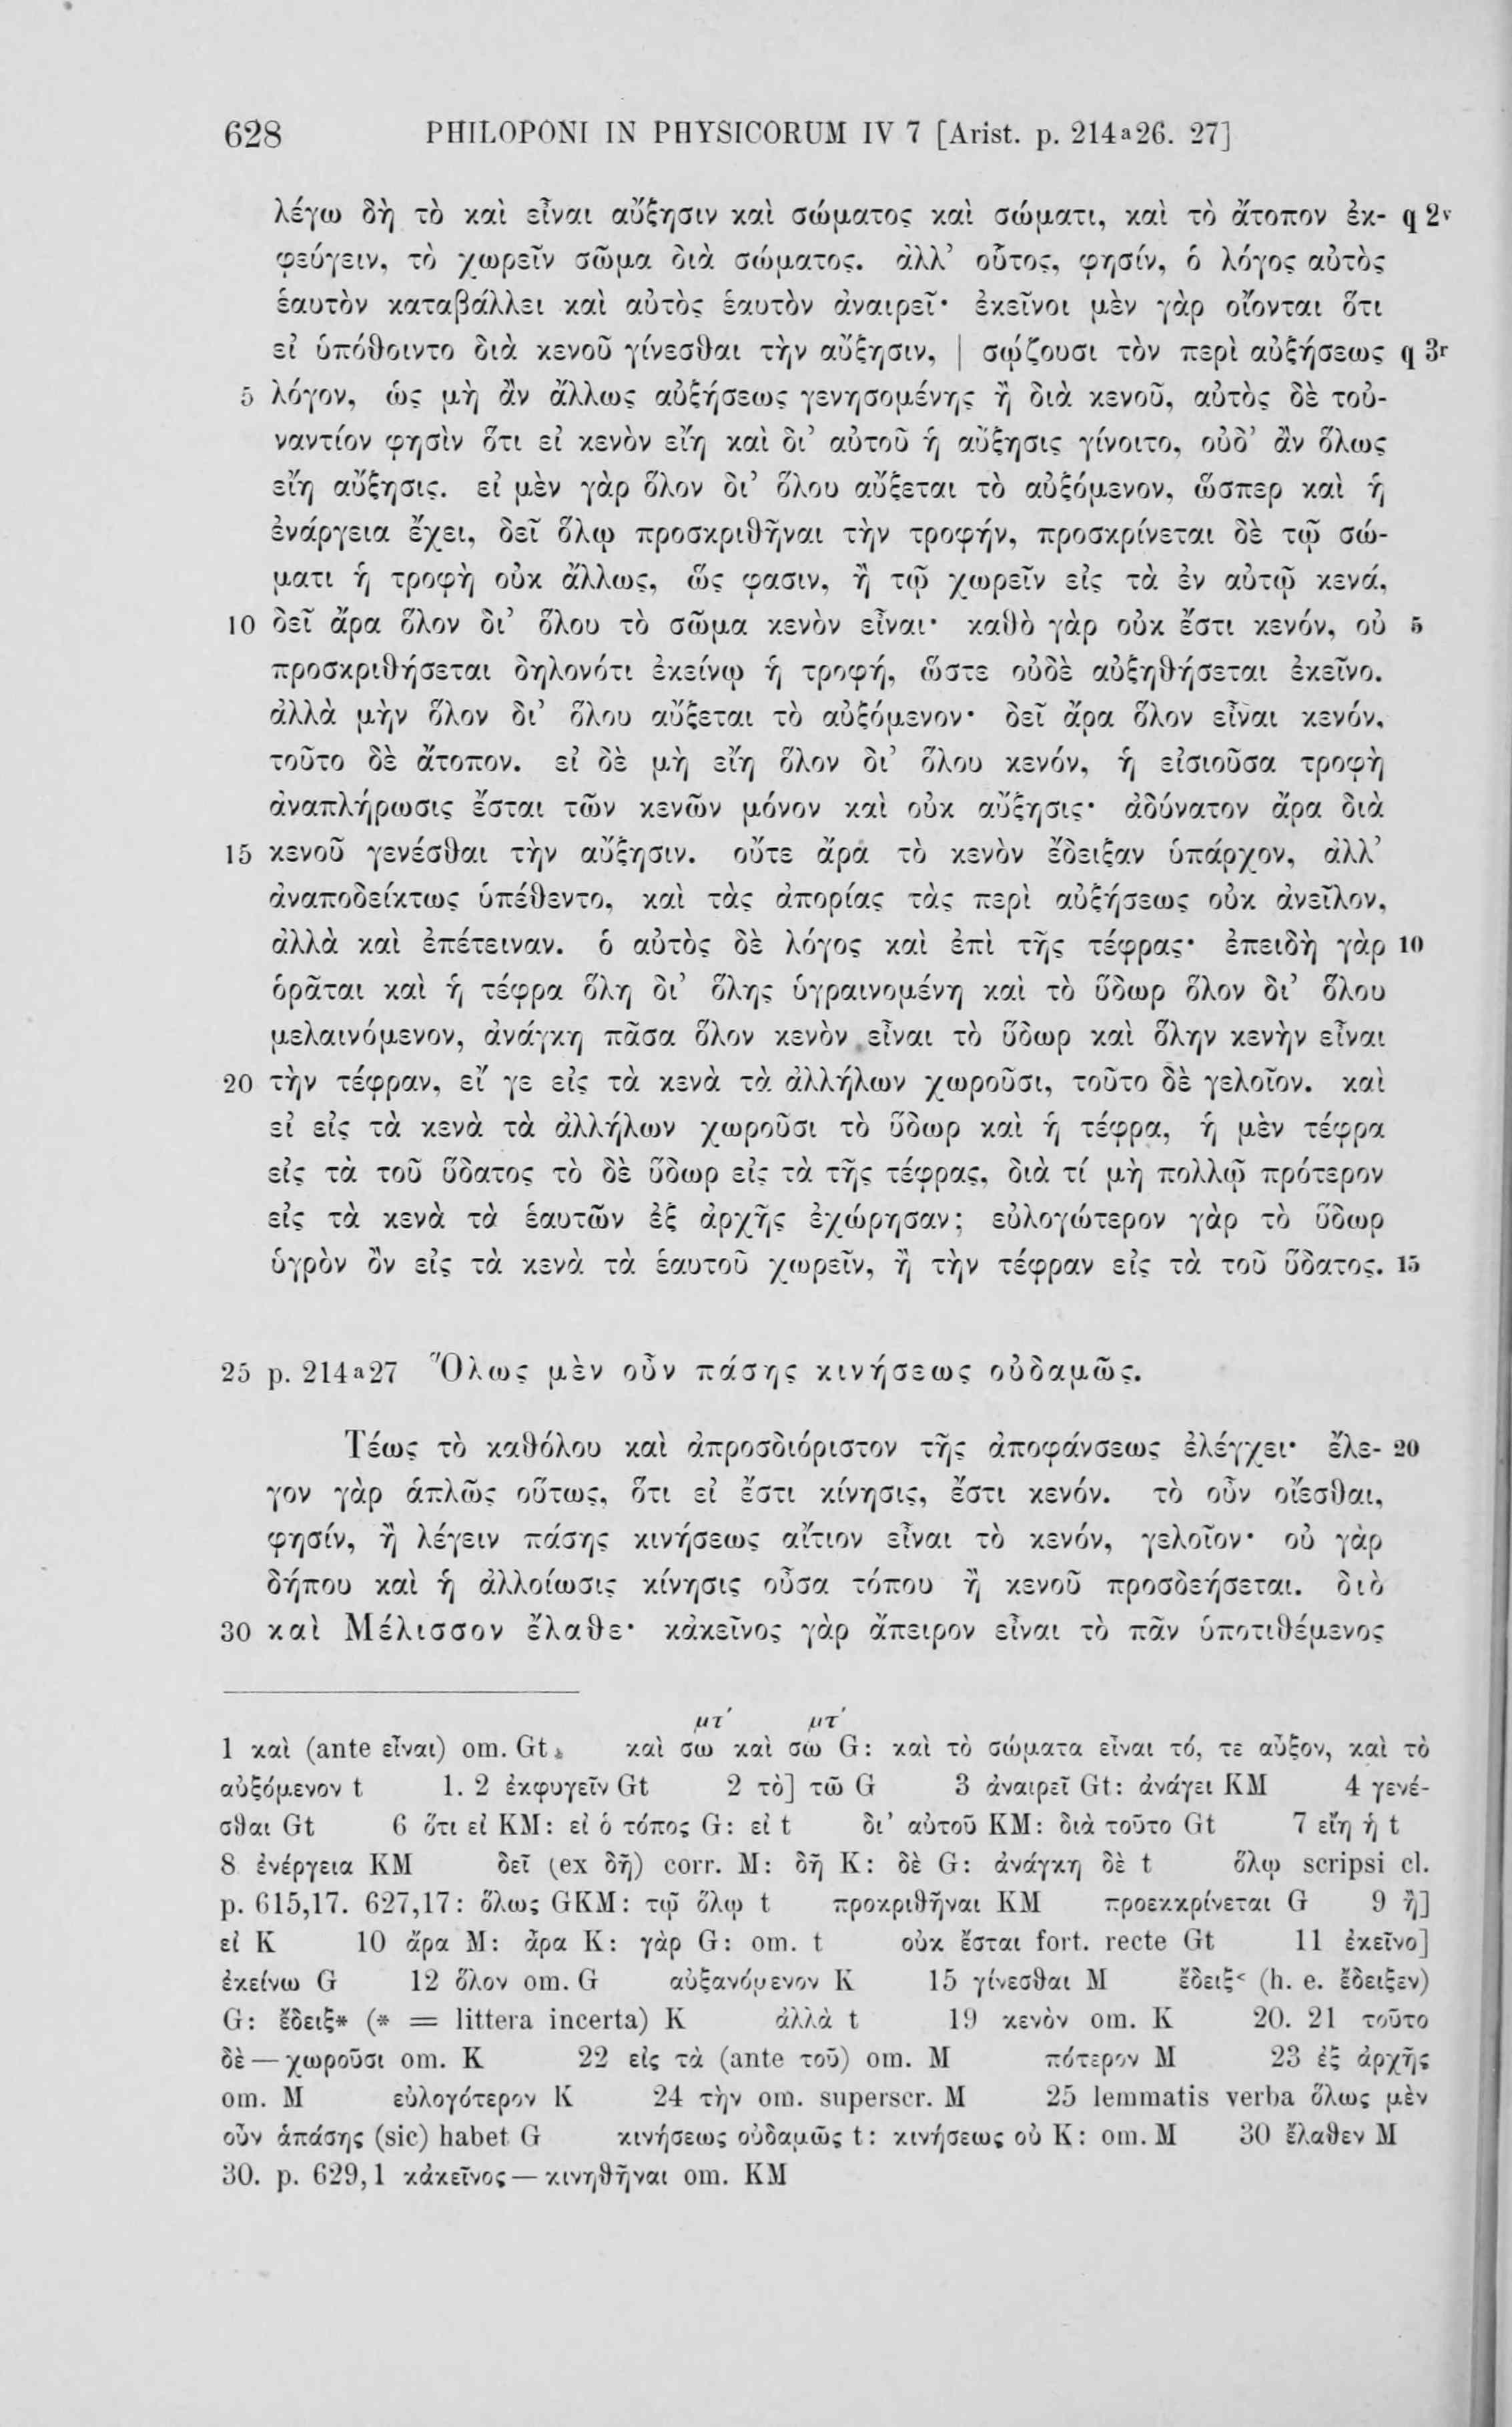 628 PHILOPONI IN PHYSICORUM IV 7 [Arist. p. 214ᵃ26. 27]
λέγω δὴ τὸ καὶ εἶναι αὔξησιν καὶ σώματος καὶ σώματι, καὶ τὸ ἄτοπον ἐκ- q 2ᵛ
φεύγειν, τὸ χωρεῖν σῶμα διὰ σώματος. ἀλλ’ οὗτος, φησίν, ὁ λόγος αὐτὸς
ἑαυτὸν καταβάλλει καὶ αὐτὸς ἑαυτὸν ἀναιρεῖ· ἐκεῖνοι μὲν γὰρ οἴονται ὅτι
εἰ ὑπόθοιντο διὰ κενοῦ γίνεσθαι τὴν αὔξησιν, | σῴζουσι τὸν περὶ αὐξήσεως q 3ʳ
5 λόγον, ὡς μὴ ἂν ἄλλως αὐξήσεως γενησομένης ἢ διὰ κενοῦ, αὐτὸς δὲ τοὐ-
ναντίον φησὶν ὅτι εἰ κενὸν εἴη καὶ δι’ αὐτοῦ ἡ αὔξησις γίνοιτο, οὐδ’ ἂν ὅλως
εἴη αὔξησις. εἰ μὲν γὰρ ὅλον δι’ ὅλου αὔξεται τὸ αὐξόμενον, ὥσπερ καὶ ἡ
ἐνάργεια ἔχει, δεῖ ὅλῳ προσκριθῆναι τὴν τροφήν, προσκρίνεται δὲ τῷ σώ-
ματι ἡ τροφὴ οὐκ ἄλλως, ὥς φασιν, ἢ τῷ χωρεῖν εἰς τὰ ἐν αὐτῷ κενά,
10 δεῖ ἄρα ὅλον δι’ ὅλου τὸ σῶμα κενὸν εἶναι· καθὸ γὰρ οὐκ ἔστι κενόν, οὐ 5
προσκριθήσεται δηλονότι ἐκείνῳ ἡ τροφή, ὥστε οὐδὲ αὐξηθήσεται ἐκεῖνο.
ἀλλὰ μὴν ὅλον δι’ ὅλου αὔξεται τὸ αὐξόμενον· δεῖ ἄρα ὅλον εἶναι κενόν,
τοῦτο δὲ ἄτοπον. εἰ δὲ μὴ εἴη ὅλον δι’ ὅλου κενόν, ἡ εἰσιοῦσα τροφὴ
ἀναπλήρωσις ἔσται τῶν κενῶν μόνον καὶ οὐκ αὔξησις· ἀδύνατον ἄρα διὰ
15 κενοῦ γενέσθαι τὴν αὔξησιν. οὔτε ἄρα τὸ κενὸν ἔδειξαν ὑπάρχον, ἀλλ’
ἀναποδείκτως ὑπέθεντο, καὶ τὰς ἀπορίας τὰς περὶ αὐξήσεως οὐκ ἀνεῖλον,
ἀλλὰ καὶ ἐπέτειναν. ὁ αὐτὸς δὲ λόγος καὶ ἐπὶ τῆς τέφρας· ἐπειδὴ γὰρ 10
ὁρᾶται καὶ ἡ τέφρα ὅλη δι’ ὅλης ὑγραινομένη καὶ τὸ ὕδωρ ὅλον δι’ ὅλου
μελαινόμενον, ἀνάγκη πᾶσα ὅλον κενὸν εἶναι τὸ ὕδωρ καὶ ὅλην κενὴν εἶναι
20 τὴν τέφραν, εἴ γε εἰς τὰ κενὰ τὰ ἀλλήλων χωροῦσι, τοῦτο δὲ γελοῖον. καὶ
εἰ εἰς τὰ κενὰ τὰ ἀλλήλων χωροῦσι τὸ ὕδωρ καὶ ἡ τέφρα, ἡ μὲν τέφρα
εἰς τὰ τοῦ ὕδατος τὸ δὲ ὕδωρ εἰς τὰ τῆς τέφρας, διὰ τί μὴ πολλῷ πρότερον
εἰς τὰ κενὰ τὰ ἑαυτῶν ἐξ ἀρχῆς ἐχώρησαν; εὐλογώτερον γὰρ τὸ ὕδωρ
ὑγρὸν ὂν εἰς τὰ κενὰ τὰ ἑαυτοῦ χωρεῖν, ἢ τὴν τέφραν εἰς τὰ τοῦ ὕδατος. 15
25 p. 214ᵃ27 Ὅλως μὲν οὖν πάσης κινήσεως οὐδαμῶς.
Τέως τὸ καθόλου καὶ ἀπροσδιόριστον τῆς ἀποφάνσεως ἐλέγχει· ἔλε- 20
γον γὰρ ἁπλῶς οὕτως, ὅτι εἰ ἔστι κίνησις, ἔστι κενόν. τὸ οὖν οἴεσθαι,
φησίν, ἢ λέγειν πάσης κινήσεως αἴτιον εἶναι τὸ κενόν, γελοῖον· οὐ γὰρ
δήπου καὶ ἡ ἀλλοίωσις κίνησις οὖσα τόπου ἢ κενοῦ προσδεήσεται. διὸ
30 καὶ Μέλισσον ἔλαθε· κἀκεῖνος γὰρ ἄπειρον εἶναι τὸ πᾶν ὑποτιθέμενος
μτ´ μτ´
1 καὶ (ante εἶναι) om. Gt καὶ σω καὶ σω G: καὶ τὸ σώματα εἶναι τό, τε αὖξον, καὶ τὸ
αὐξόμενον t 1. 2 ἐκφυγεῖν Gt 2 τὸ] τῶ G 3 ἀναιρεῖ Gt: ἀνάγει KM 4 γενέ-
σθαι Gt 6 ὅτι εἰ KM: εἰ ὁ τόπος G: εἰ t δι’ αὐτοῦ KM: διὰ τοῦτο Gt 7 εἴη ἡ t
8 ἐνέργεια KM δεῖ (ex δῆ) corr. M: δῆ K: δὲ G: ἀνάγκη δὲ t ὅλῳ scripsi cl.
p. 615,17. 627,17: ὅλως GKM: τῷ ὅλῳ t προκριθῆναι KM προεκκρίνεται G 9 ἢ]
εἰ K 10 ἄρα M: ἆρα K: γὰρ G: om. t οὐκ ἔσται fort. recte Gt 11 ἐκεῖνο]
ἐκείνω G 12 ὅλον om. G αὐξανόμενον K 15 γίνεσθαι M ἔδειξ< (h. e. ἔδειξεν)
G: ἔδειξ* (* = littera incerta) K ἀλλὰ t 19 κενὸν om. K 20. 21 τοῦτο
δὲ — χωροῦσι om. K 22 εἰς τὰ (ante τοῦ) om. M πότερον M 23 ἐξ ἀρχῆς
om. M εὐλογότερον K 24 τὴν om. superscr. M 25 lemmatis verba ὅλως μὲν
οὖν ἁπάσης (sic) habet G κινήσεως οὐδαμῶς t: κινήσεως οὐ K: om. M 30 ἔλαθεν M
30. p. 629,1 κἀκεῖνος — κινηθῆναι om. KM